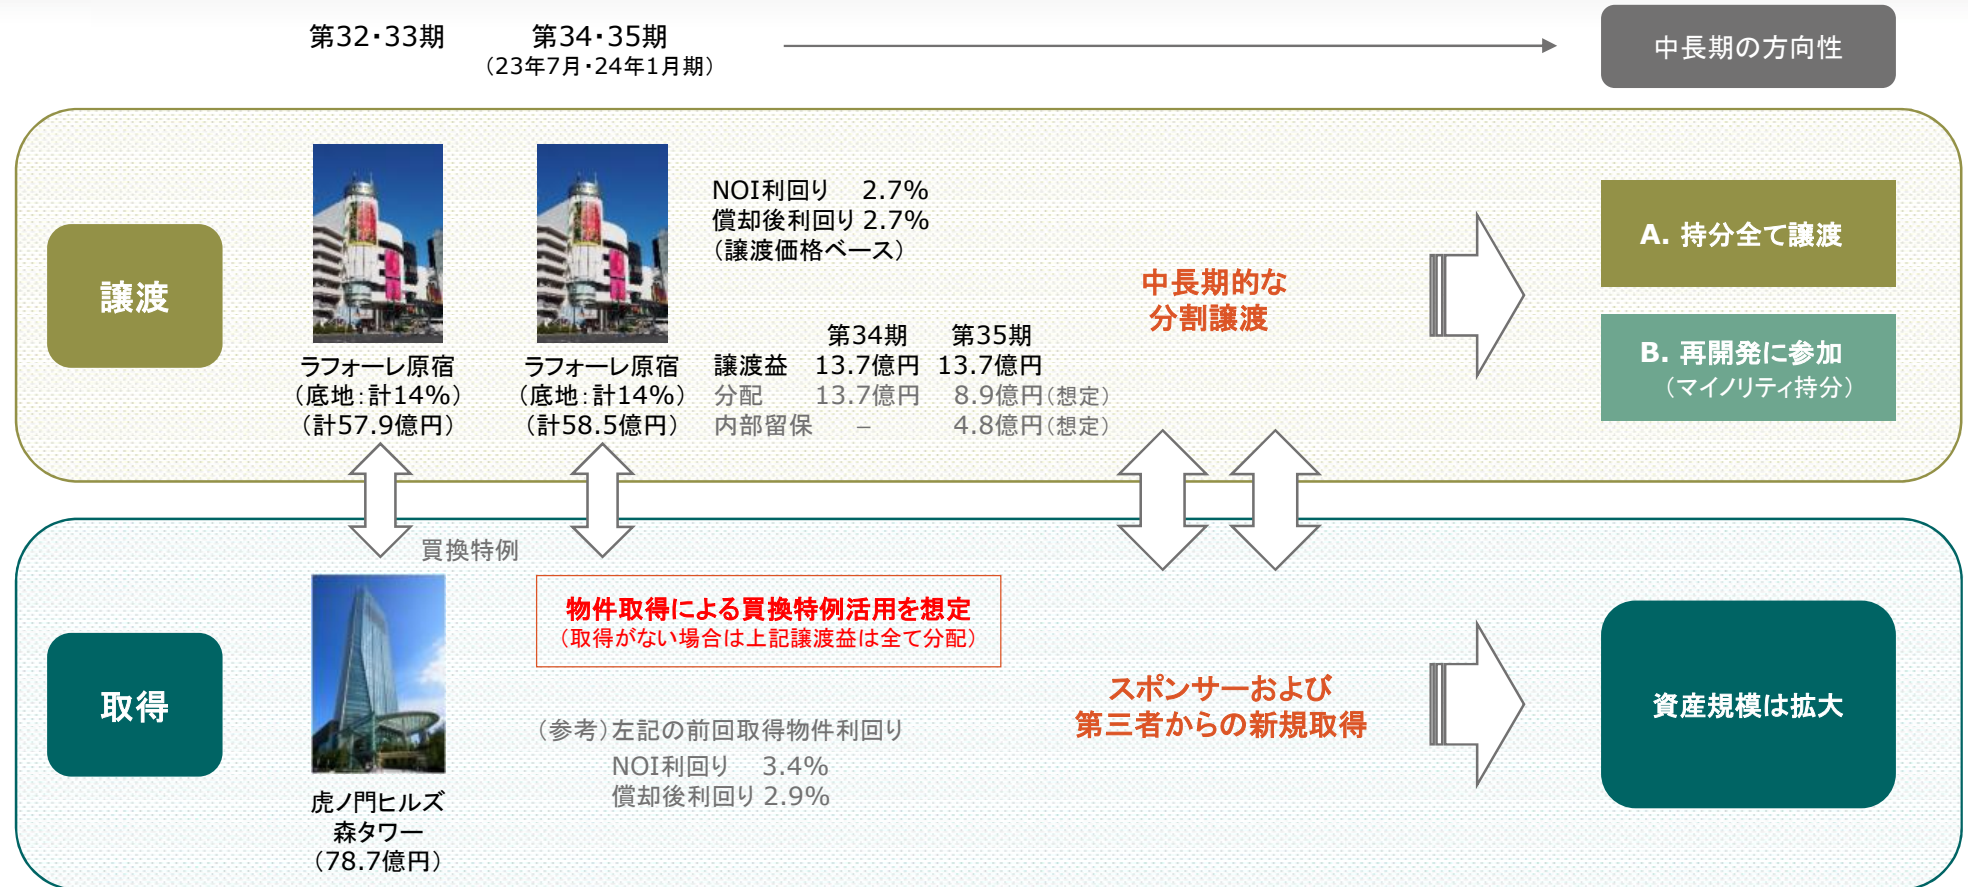 第32・33期
第34・35期
（23年7月・24年1月期）
中長期の方向性
譲渡
ラフォーレ原宿
（底地：計14％）
（計57.9億円）
ラフォーレ原宿
（底地：計14％）
（計58.5億円）
NOI利回り 2.7%
償却後利回り 2.7%
（譲渡価格ベース）
第34期 第35期
譲渡益 13.7億円 13.7億円
分配 13.7億円 8.9億円（想定）
内部留保 – 4.8億円（想定）
中長期的な
分割譲渡
A. 持分全て譲渡
B. 再開発に参加
（マイノリティ持分）
買換特例
取得
虎ノ門ヒルズ
森タワー
（78.7億円）
物件取得による買換特例活用を想定
（取得がない場合は上記譲渡益は全て分配）
（参考）左記の前回取得物件利回り
NOI利回り 3.4%
償却後利回り 2.9%
スポンサーおよび
第三者からの新規取得
資産規模は拡大